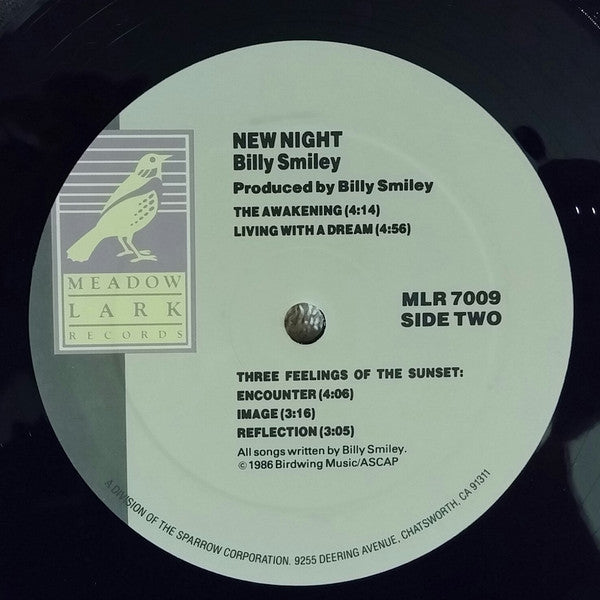 NEW NIGHT
Billy Smiley
Produced by Billy Smiley
THE AWAKENING (4:14)
LIVING WITH A DREAM (4:56)
MEADOW
LARK
RECORDS
MLR 7009
SIDE TWO
THREE FEELINGS OF THE SUNSET:
ENCOUNTER (4:06)
IMAGE (3:16)
REFLECTION (3:05)
All songs written by Billy Smiley.
© 1986 Birdwing Music/ASCAP
A DIVISION OF THE SPARROW CORPORATION. 9255 DEERING AVENUE, CHATSWORTH, CA 91311